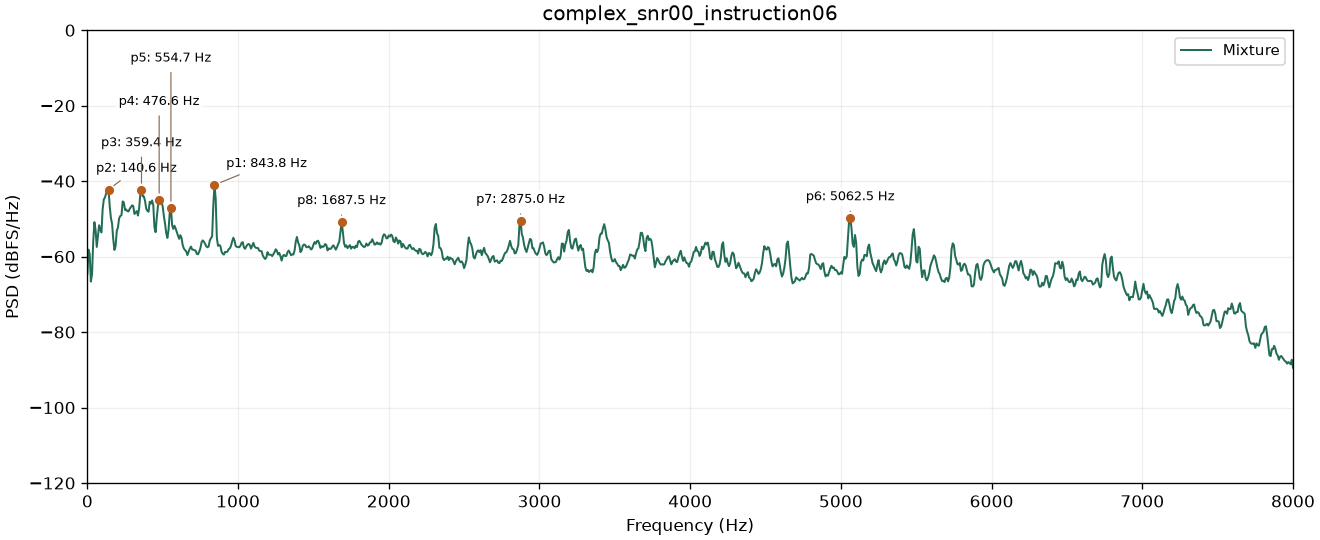 complex_snr00_instruction06
Mixture
p5: 554.7 Hz
p4: 476.6 Hz
p3: 359.4 Hz
p2: 140.6 Hz
p1: 843.8 Hz
p8: 1687.5 Hz
p7: 2875.0 Hz
p6: 5062.5 Hz
PSD (dBFS/Hz)
0
−20
−40
−60
−80
−100
−120
0 1000 2000 3000 4000 5000 6000 7000 8000
Frequency (Hz)